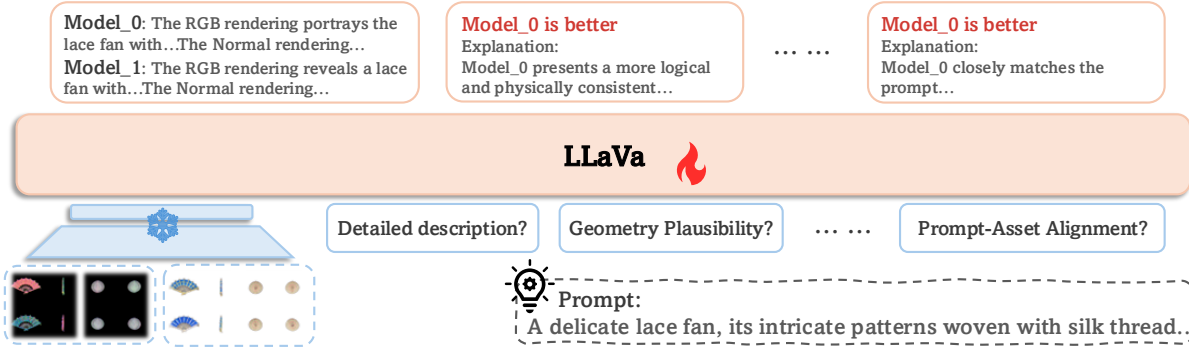 Model_0: The RGB rendering portrays the
lace fan with...The Normal rendering...
Model_1: The RGB rendering reveals a lace
fan with...The Normal rendering...
Model_0 is better
Explanation:
Model_0 presents a more logical
and physically consistent...
... ...
Model_0 is better
Explanation:
Model_0 closely matches the
prompt...
LLaVa
Detailed description?
Geometry Plausibility?
... ...
Prompt-Asset Alignment?
Prompt:
A delicate lace fan, its intricate patterns woven with silk thread...